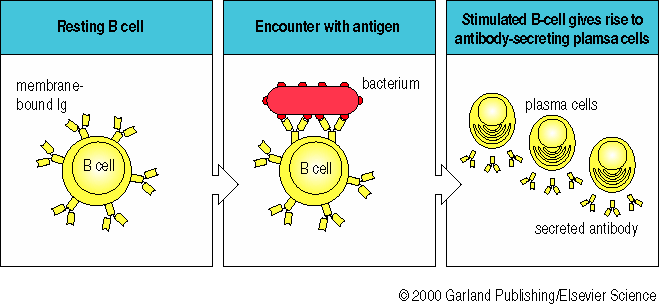 Resting B cell
membrane-
bound Ig
B cell
Encounter with antigen
bacterium
B cell
Stimulated B-cell gives rise to
antibody-secreting plamsa cells
plasma cells
secreted antibody
© 2000 Garland Publishing/Elsevier Science